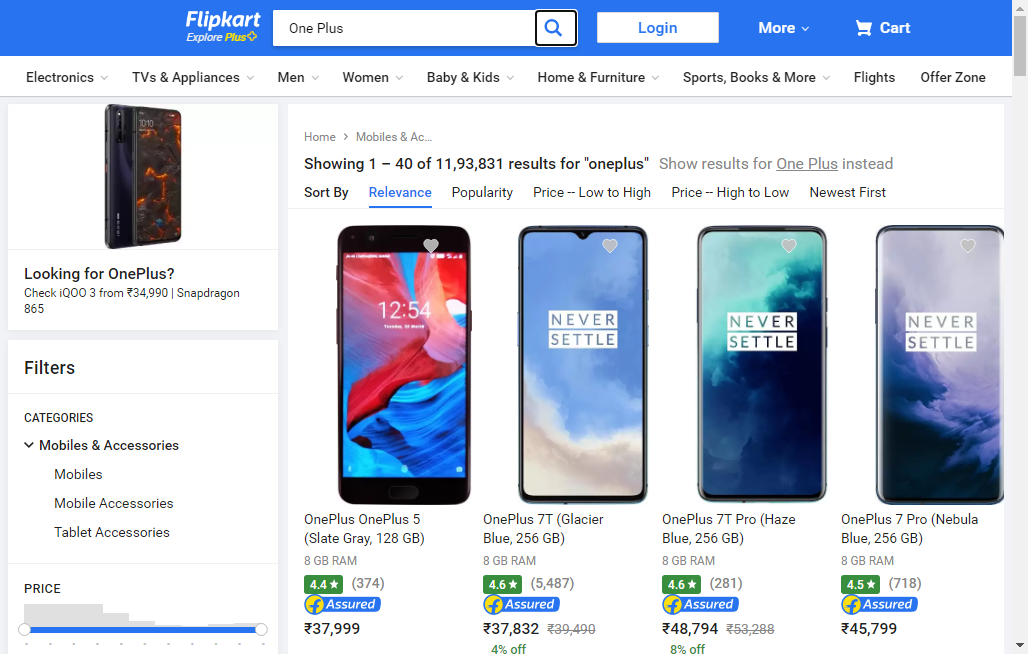 Flipkart
Explore Plus
One Plus
Login
More
Cart
Electronics
TVs & Appliances
Men
Women
Baby & Kids
Home & Furniture
Sports, Books & More
Flights
Offer Zone
Looking for OnePlus?
Check iQOO 3 from ₹34,990 | Snapdragon
865
Filters
CATEGORIES
Mobiles & Accessories
Mobiles
Mobile Accessories
Tablet Accessories
PRICE
Home
Mobiles & Ac...
Showing 1 – 40 of 11,93,831 results for "oneplus" Show results for One Plus instead
Sort By
Relevance
Popularity
Price -- Low to High
Price -- High to Low
Newest First
12:54
OnePlus OnePlus 5
(Slate Gray, 128 GB)
8 GB RAM
4.4 ★ (374)
Assured
₹37,999
NEVER
SETTLE
OnePlus 7T (Glacier
Blue, 256 GB)
8 GB RAM
4.6 ★ (5,487)
Assured
₹37,832 ₹39,490
4% off
NEVER
SETTLE
OnePlus 7T Pro (Haze
Blue, 256 GB)
8 GB RAM
4.6 ★ (281)
Assured
₹48,794 ₹53,288
8% off
NEVER
SETTLE
OnePlus 7 Pro (Nebula
Blue, 256 GB)
8 GB RAM
4.5 ★ (718)
Assured
₹45,799